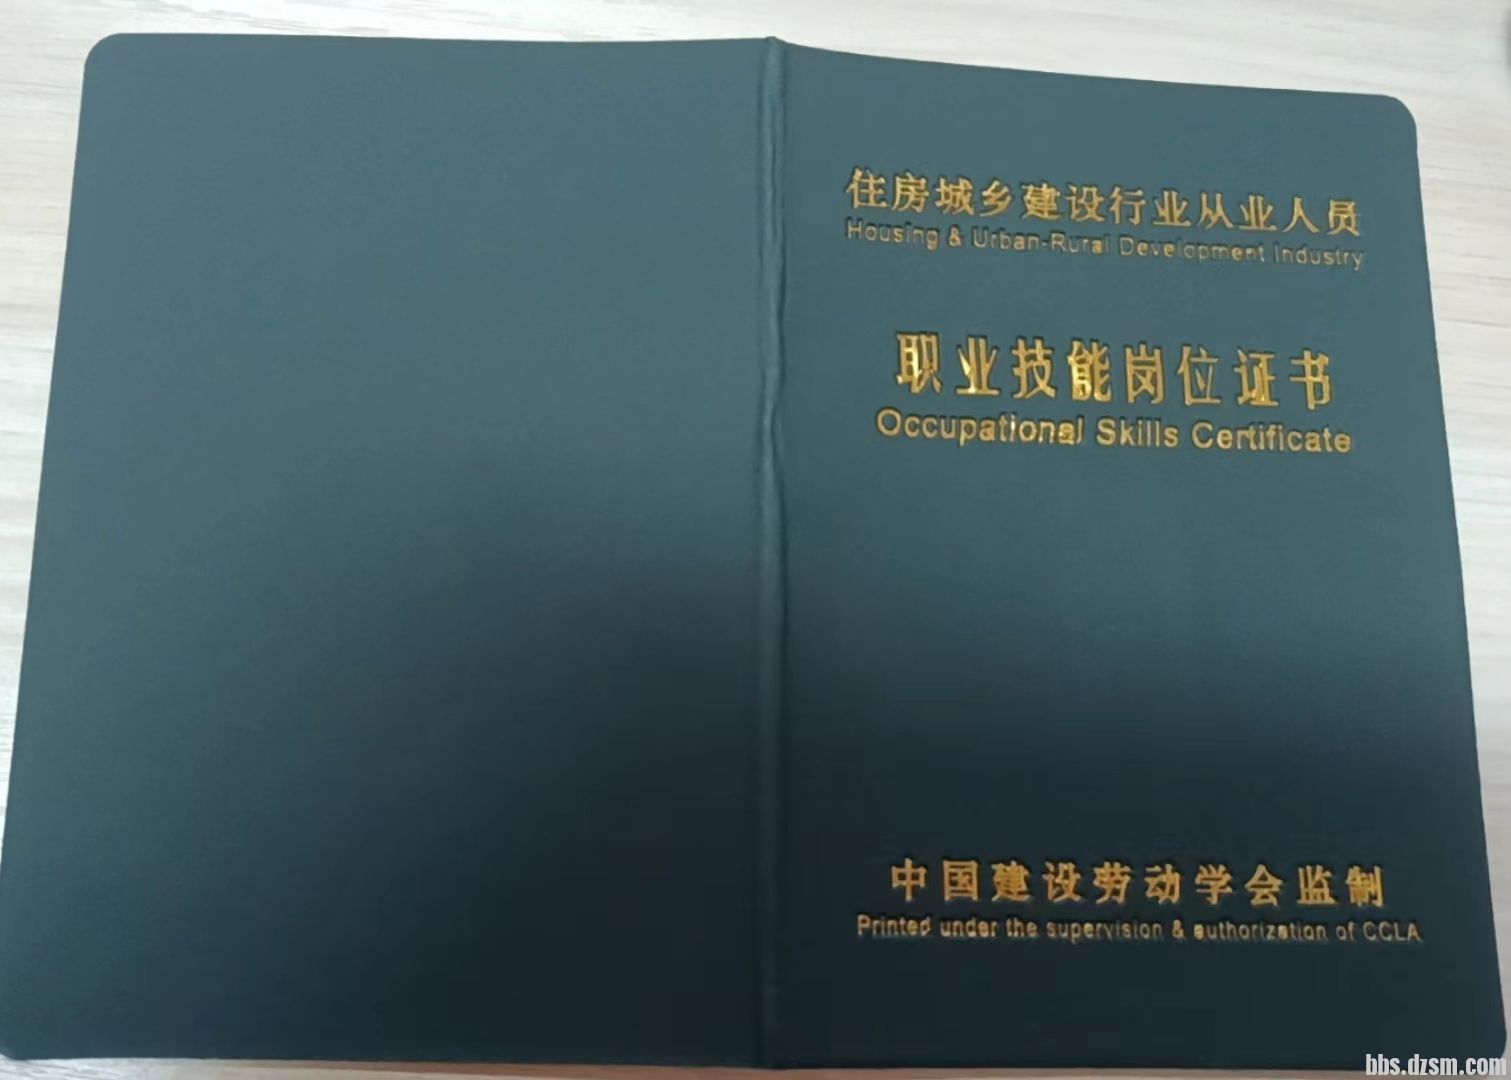 住房城乡建设行业从业人员
Housing & Urban-Rural Development Industry
职业技能岗位证书
Occupational Skills Certificate
中国建设劳动学会监制
Printed under the supervision & authorization of CCLA
bbs.dzsm.com